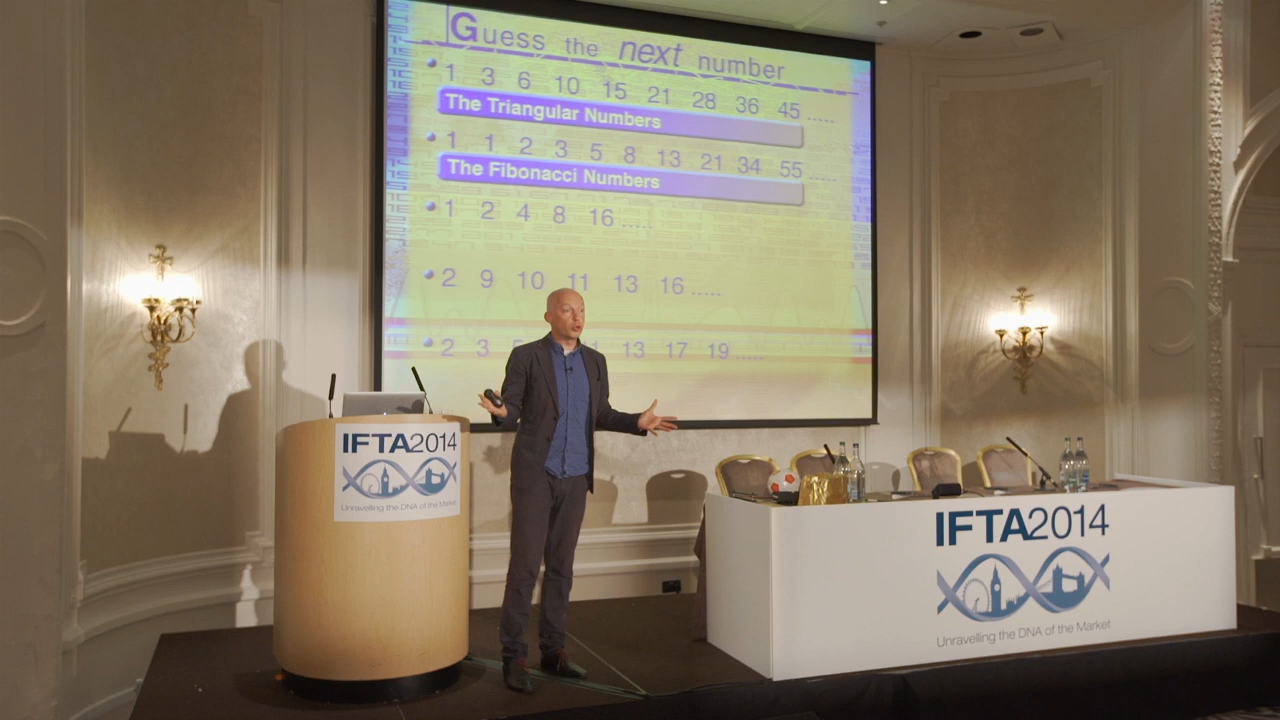 Guess the next number
1 3 6 10 15 21 28 36 45 .....
The Triangular Numbers
1 1 2 3 5 8 13 21 34 55 .....
The Fibonacci Numbers
1 2 4 8 16 .....
2 9 10 11 13 16 .....
2 3 13 17 19 .....
IFTA2014
Unravelling the DNA of the Market
IFTA2014
Unravelling the DNA of the Market